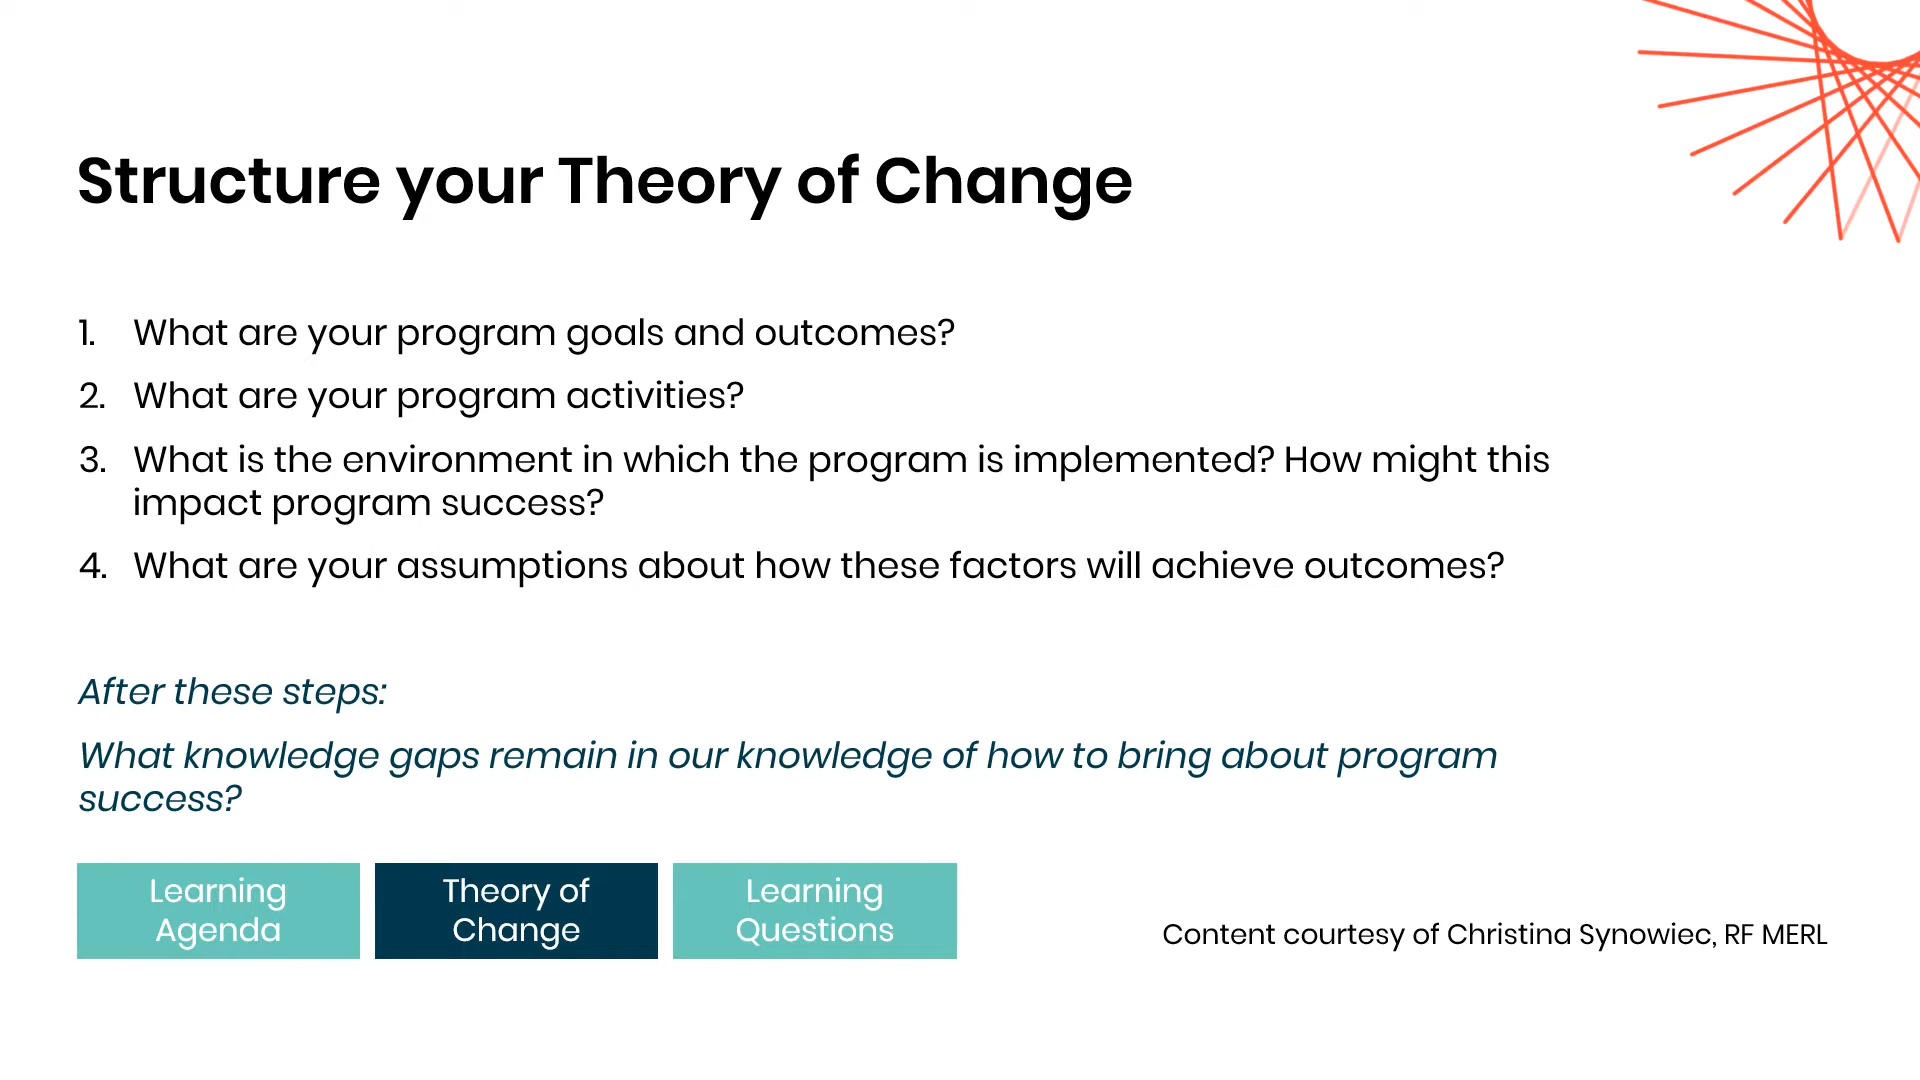 Structure your Theory of Change
1. What are your program goals and outcomes?
2. What are your program activities?
3. What is the environment in which the program is implemented? How might this
impact program success?
4. What are your assumptions about how these factors will achieve outcomes?
After these steps:
What knowledge gaps remain in our knowledge of how to bring about program
success?
Learning
Agenda
Theory of
Change
Learning
Questions
Content courtesy of Christina Synowiec, RF MERL